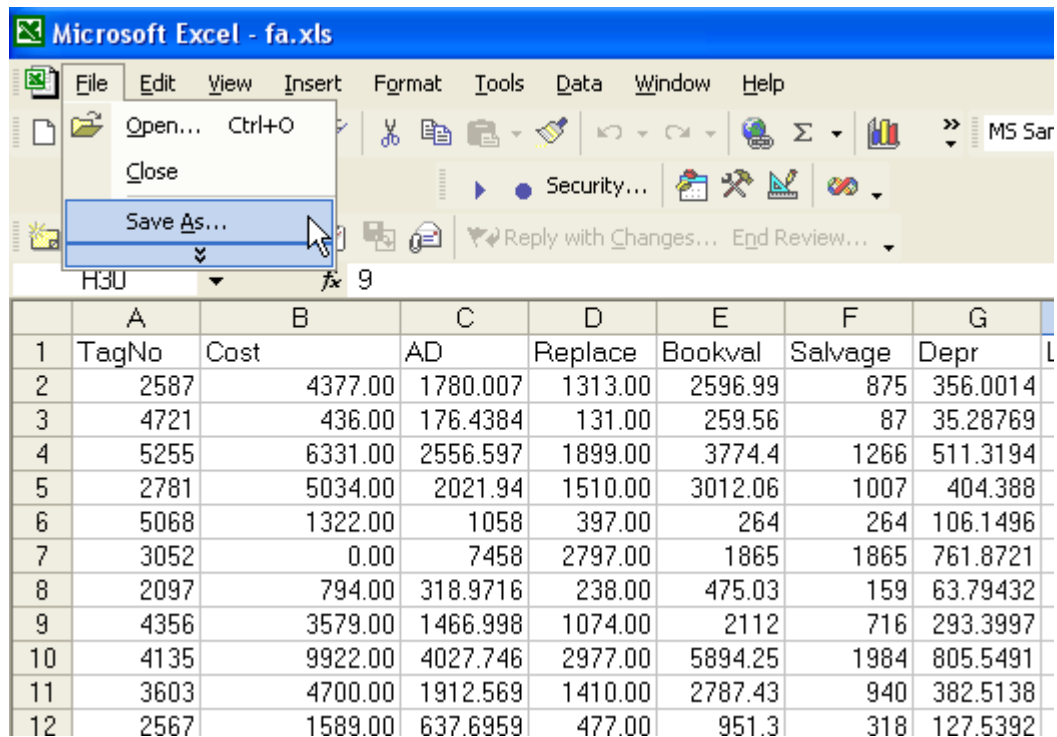 Microsoft Excel - fa.xls
File Edit View Insert Format Tools Data Window Help
Open... Ctrl+O Σ » MS Sar
Close
Security...
Save As...
Reply with Changes... End Review...
H30 fx 9
A B C D E F G
1 TagNo Cost AD Replace Bookval Salvage Depr L
2 2587 4377.00 1780.007 1313.00 2596.99 875 356.0014
3 4721 436.00 176.4384 131.00 259.56 87 35.28769
4 5255 6331.00 2556.597 1899.00 3774.4 1266 511.3194
5 2781 5034.00 2021.94 1510.00 3012.06 1007 404.388
6 5068 1322.00 1058 397.00 264 264 106.1496
7 3052 0.00 7458 2797.00 1865 1865 761.8721
8 2097 794.00 318.9716 238.00 475.03 159 63.79432
9 4356 3579.00 1466.998 1074.00 2112 716 293.3997
10 4135 9922.00 4027.746 2977.00 5894.25 1984 805.5491
11 3603 4700.00 1912.569 1410.00 2787.43 940 382.5138
12 2567 1589.00 637.6959 477.00 951.3 318 127.5392